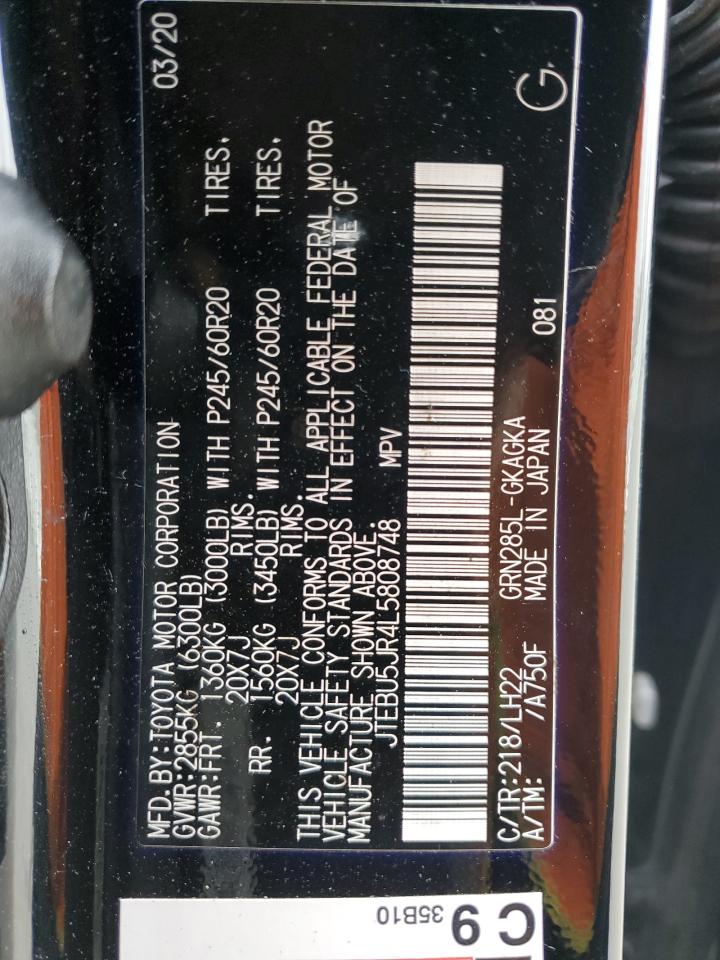 MFD.BY:TOYOTA MOTOR CORPORATION 03/20
GVWR:2855KG (6300LB)
GAWR:FRT. 1360KG (3000LB) WITH P245/60R20 TIRES,
20X7J RIMS.
RR. 1560KG (3450LB) WITH P245/60R20 TIRES,
20X7J RIMS.
THIS VEHICLE CONFORMS TO ALL APPLICABLE FEDERAL MOTOR
VEHICLE SAFETY STANDARDS IN EFFECT ON THE DATE OF
MANUFACTURE SHOWN ABOVE.
JTEBU5JR4L5808748 MPV
C/TR:218/LH22 GRN285L-GKAGKA 081 G
A/TM: /A750F MADE IN JAPAN
C9
35B10